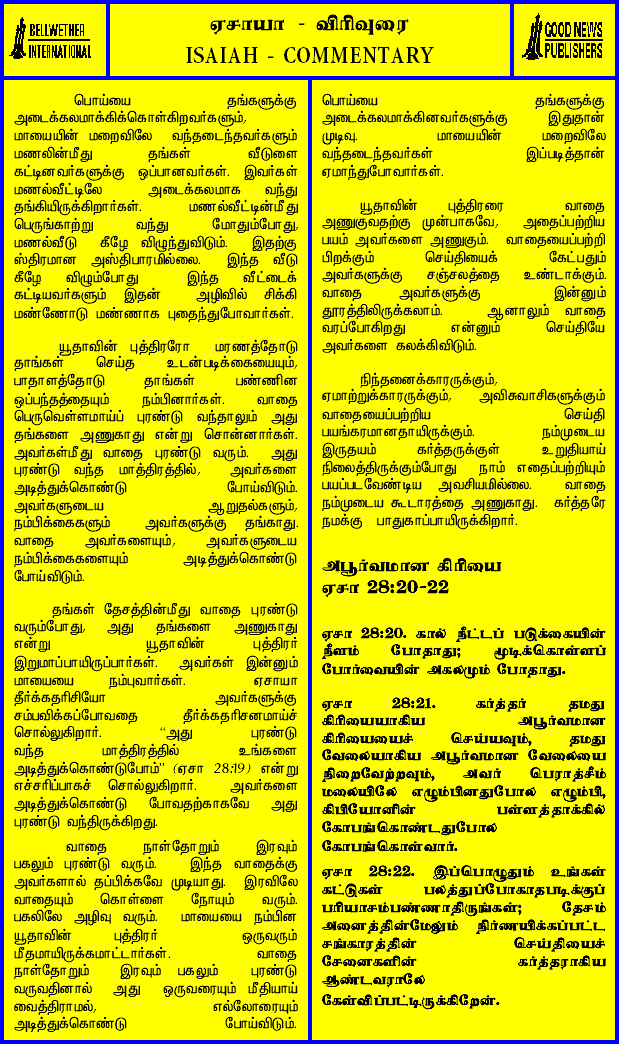 BELLWETHER
INTERNATIONAL
ஏசாயா - விரிவுரை
ISAIAH - COMMENTARY
GOOD NEWS
PUBLISHERS
பொய்யை தங்களுக்கு
அடைக்கலமாக்கிக்கொள்கிறவர்களும்,
மாயையின் மறைவிலே வந்தடைந்தவர்களும்
மணலின்மீது தங்கள் வீடுளை
கட்டினவர்களுக்கு ஒப்பானவர்கள். இவர்கள்
மணல்வீட்டிலே அடைக்கலமாக வந்து
தங்கியிருக்கிறார்கள். மணல்வீட்டின்மீது
பெருங்காற்று வந்து மோதும்போது,
மணல்வீடு கீழே விழுந்துவிடும். இதற்கு
ஸ்திரமான அஸ்திபாரமில்லை. இந்த வீடு
கீழே விழும்போது இந்த வீட்டைக்
கட்டியவர்களும் இதன் அழிவில் சிக்கி
மண்ணோடு மண்ணாக புதைந்துபோவார்கள்.
யூதாவின் புத்திரரோ மரணத்தோடு
தாங்கள் செய்த உடன்படிக்கையையும்,
பாதாளத்தோடு தாங்கள் பண்ணின
ஒப்பந்தத்தையும் நம்பினார்கள். வாதை
பெருவெள்ளமாய்ப் புரண்டு வந்தாலும் அது
தங்களை அணுகாது என்று சொன்னார்கள்.
அவர்கள்மீது வாதை புரண்டு வரும். அது
புரண்டு வந்த மாத்திரத்தில், அவர்களை
அடித்துக்கொண்டு போய்விடும்.
அவர்களுடைய ஆறுதல்களும்,
நம்பிக்கைகளும் அவர்களுக்கு தங்காது.
வாதை அவர்களையும், அவர்களுடைய
நம்பிக்கைகளையும் அடித்துக்கொண்டு
போய்விடும்.
தங்கள் தேசத்தின்மீது வாதை புரண்டு
வரும்போது, அது தங்களை அணுகாது
என்று யூதாவின் புத்திரர்
இறுமாப்பாயிருப்பார்கள். அவர்கள் இன்னும்
மாயையை நம்புவார்கள். ஏசாயா
தீர்க்கதரிசியோ அவர்களுக்கு
சம்பவிக்கப்போவதை தீர்க்கதரிசனமாய்ச்
சொல்லுகிறார். “அது புரண்டு
வந்த மாத்திரத்தில் உங்களை
அடித்துக்கொண்டுபோம்” (ஏசா 28:19) என்று
எச்சரிப்பாகச் சொல்லுகிறார். அவர்களை
அடித்துக்கொண்டு போவதற்காகவே அது
புரண்டு வந்திருக்கிறது.
வாதை நாள்தோறும் இரவும்
பகலும் புரண்டு வரும். இந்த வாதைக்கு
அவர்களால் தப்பிக்கவே முடியாது. இரவிலே
வாதையும் கொள்ளை நோயும் வரும்.
பகலிலே அழிவு வரும். மாயையை நம்பின
யூதாவின் புத்திரர் ஒருவரும்
மீதமாயிருக்கமாட்டார்கள். வாதை
நாள்தோறும் இரவும் பகலும் புரண்டு
வருவதினால் அது ஒருவரையும் மீதியாய்
வைத்திராமல், எல்லோரையும்
அடித்துக்கொண்டு போய்விடும்.
பொய்யை தங்களுக்கு
அடைக்கலமாக்கினவர்களுக்கு இதுதான்
முடிவு. மாயையின் மறைவிலே
வந்தடைந்தவர்கள் இப்படித்தான்
ஏமாந்துபோவார்கள்.
யூதாவின் புத்திரரை வாதை
அணுகுவதற்கு முன்பாகவே, அதைப்பற்றிய
பயம் அவர்களை அணுகும். வாதையைப்பற்றி
பிறக்கும் செய்தியைக் கேட்பதும்
அவர்களுக்கு சஞ்சலத்தை உண்டாக்கும்.
வாதை அவர்களுக்கு இன்னும்
தூரத்திலிருக்கலாம். ஆனாலும் வாதை
வரப்போகிறது என்னும் செய்தியே
அவர்களை கலக்கிவிடும்.
நிந்தனைக்காரருக்கும்,
ஏமாற்றுக்காரருக்கும், அவிசுவாசிகளுக்கும்
வாதையைப்பற்றிய செய்தி
பயங்கரமானதாயிருக்கும். நம்முடைய
இருதயம் கர்த்தருக்குள் உறுதியாய்
நிலைத்திருக்கும்போது நாம் எதைப்பற்றியும்
பயப்படவேண்டிய அவசியமில்லை. வாதை
நம்முடைய கூடாரத்தை அணுகாது. கர்த்தரே
நமக்கு பாதுகாப்பாயிருக்கிறார்.
அபூர்வமான கிரியை
ஏசா 28:20-22
ஏசா 28:20. கால் நீட்டப் படுக்கையின்
நீளம் போதாது; மூடிக்கொள்ளப்
போர்வையின் அகலமும் போதாது.
ஏசா 28:21. கர்த்தர் தமது
கிரியையாகிய அபூர்வமான
கிரியையைச் செய்யவும், தமது
வேலையாகிய அபூர்வமான வேலையை
நிறைவேற்றவும், அவர் பெராத்சீம்
மலையிலே எழும்பினதுபோல் எழும்பி,
கிபியோனின் பள்ளத்தாக்கில்
கோபங்கொண்டதுபோல்
கோபங்கொள்வார்.
ஏசா 28:22. இப்பொழுதும் உங்கள்
கட்டுகள் பலத்துப்போகாதபடிக்குப்
பரியாசம்பண்ணாதிருங்கள்; தேசம்
அனைத்தின்மேலும் நிர்ணயிக்கப்பட்ட
சங்காரத்தின் செய்தியைச்
சேனைகளின் கர்த்தராகிய
ஆண்டவராலே
கேள்விப்பட்டிருக்கிறேன்.